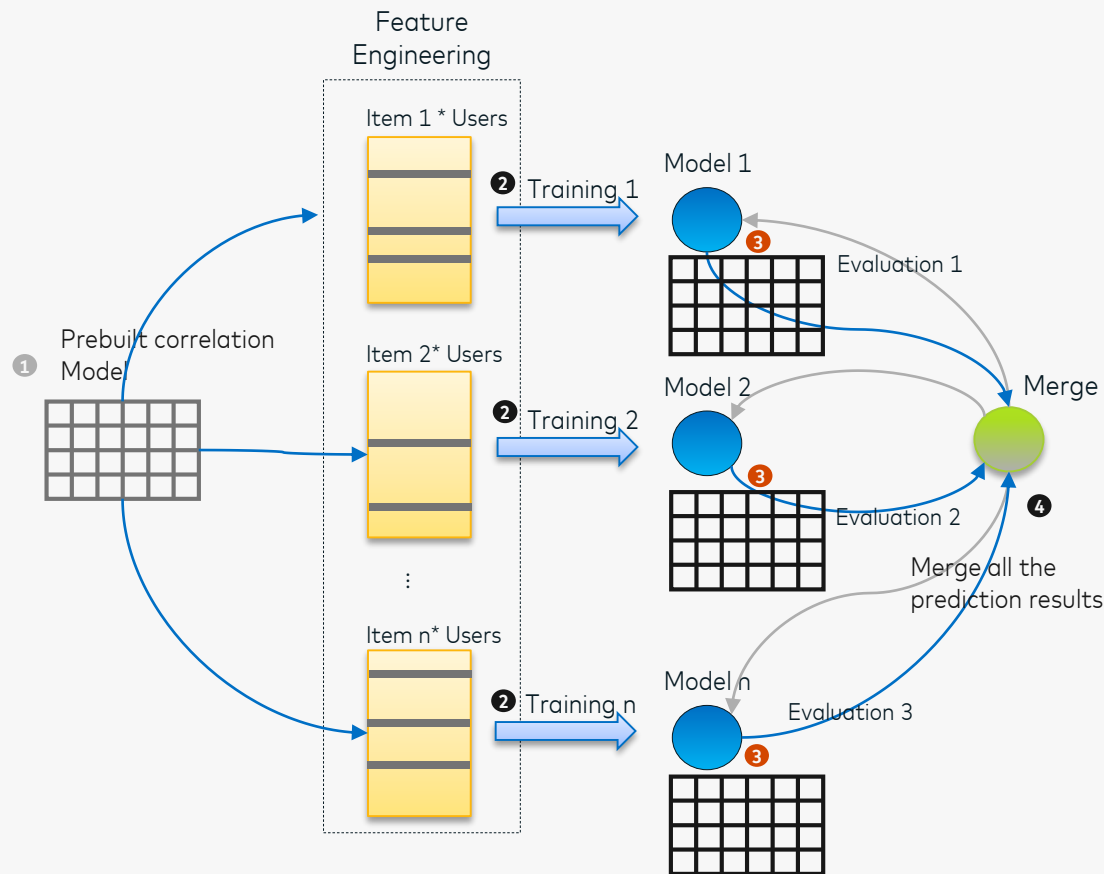 Feature
Engineering
Item 1 * Users
2 Training 1
Model 1
3
Evaluation 1
1 Prebuilt correlation
Model
Item 2* Users
2 Training 2
Model 2
Merge
3
Evaluation 2
4
Merge all the
prediction results
⋮
Item n* Users
2 Training n
Model n
Evaluation 3
3